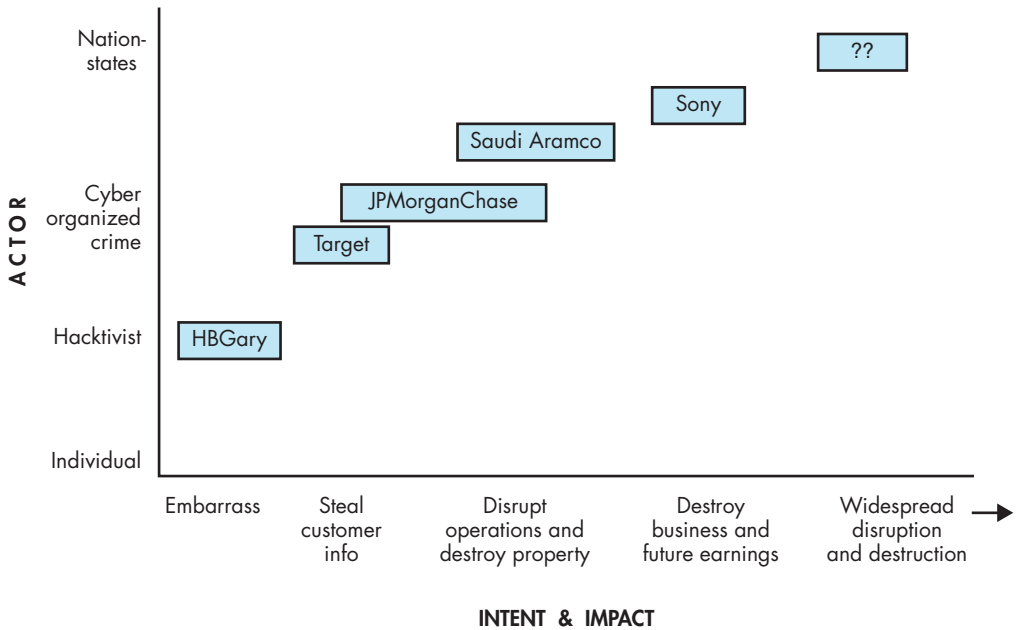 Nation-
states
??
Sony
Saudi Aramco
Cyber
organized
crime
JPMorganChase
Target
ACTOR
Hacktivist
HBGary
Individual
Embarrass
Steal
customer
info
Disrupt
operations and
destroy property
Destroy
business and
future earnings
Widespread
disruption
and destruction
INTENT & IMPACT